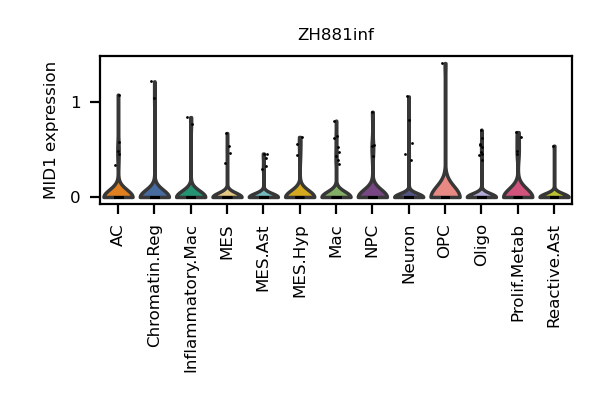 ZH881inf
MID1 expression
1
0
AC
Chromatin.Reg
Inflammatory.Mac
MES
MES.Ast
MES.Hyp
Mac
NPC
Neuron
OPC
Oligo
Prolif.Metab
Reactive.Ast